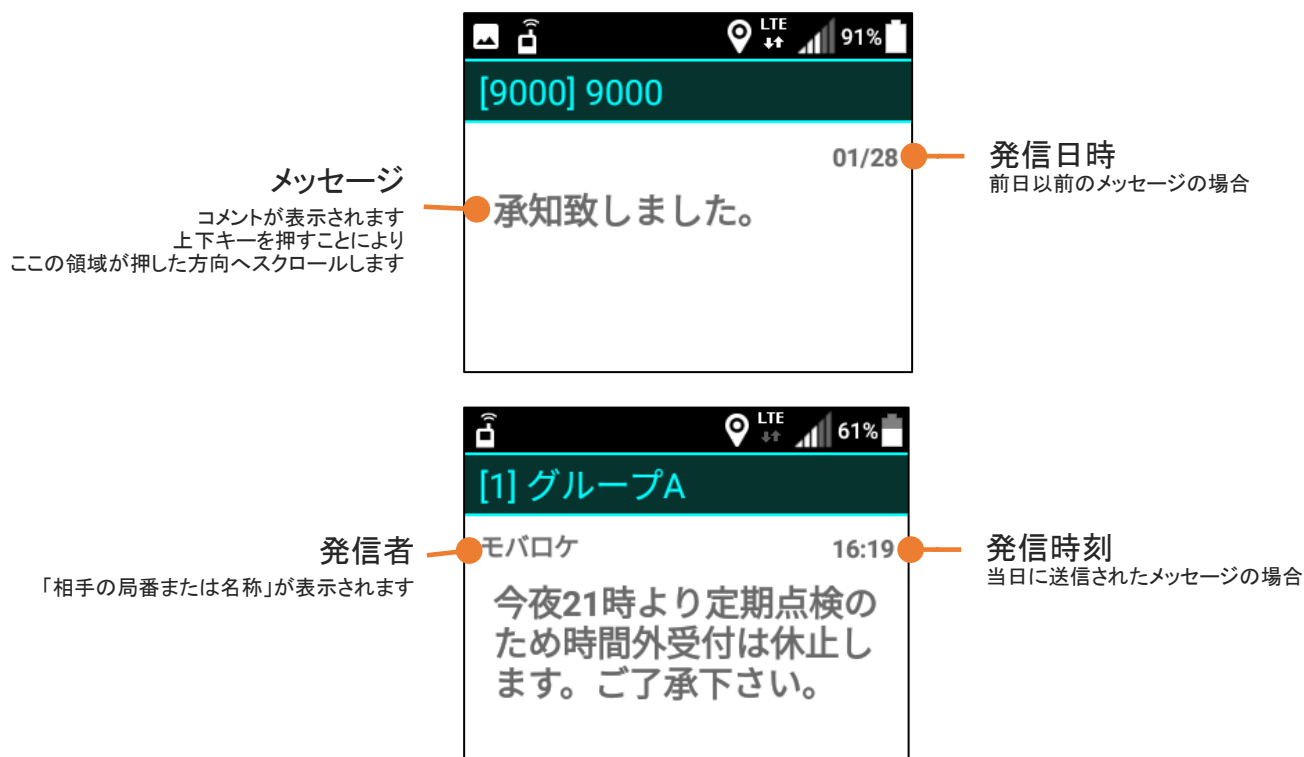 LTE 91%
[9000] 9000
01/28
発信日時
前日以前のメッセージの場合
メッセージ
コメントが表示されます
上下キーを押すことにより
ここの領域が押した方向へスクロールします
承知致しました。
LTE 61%
[1] グループA
発信者
「相手の局番または名称」が表示されます
モバロケ
16:19
発信時刻
当日に送信されたメッセージの場合
今夜21時より定期点検の
ため時間外受付は休止し
ます。ご了承下さい。